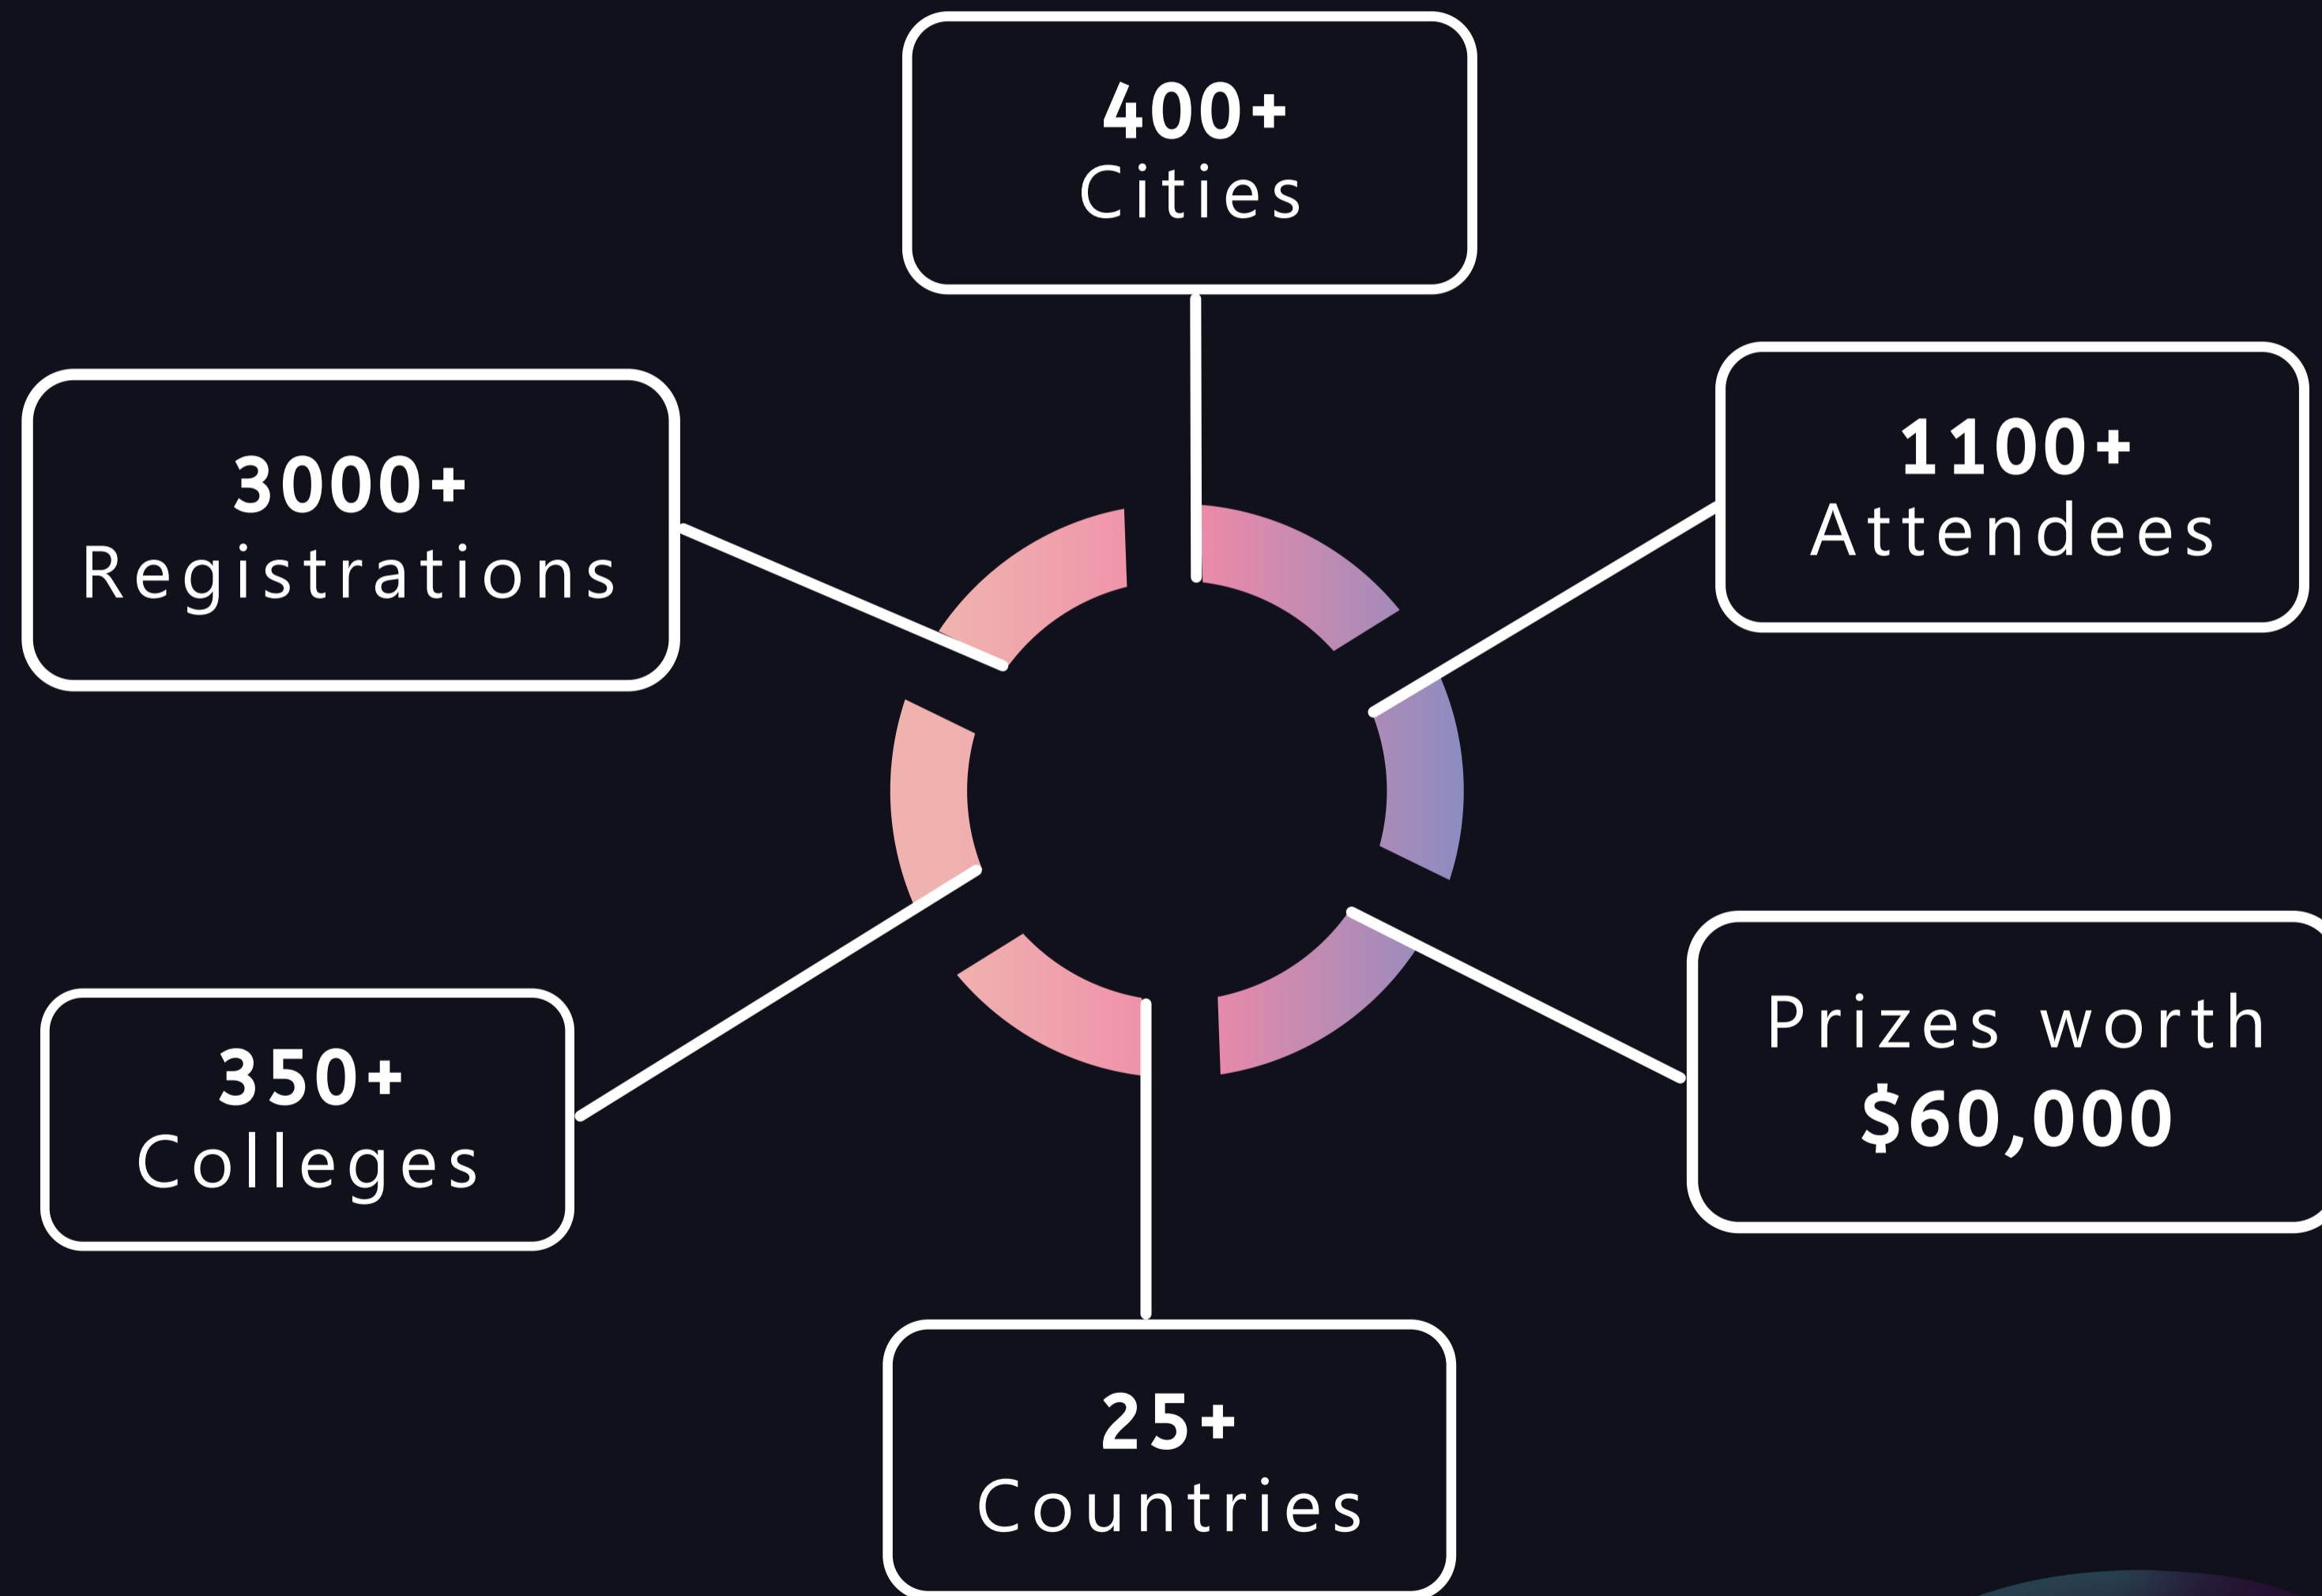 400+
Cities
1100+
Attendees
3000+
Registrations
Prizes worth
$60,000
350+
Colleges
25+
Countries